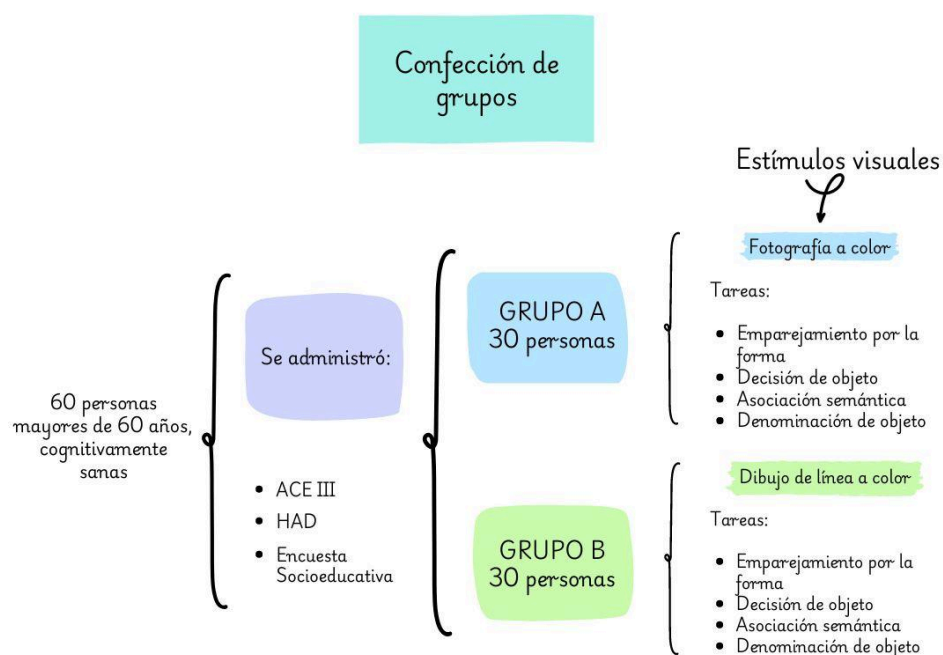 Confección de
grupos
Estímulos visuales
60 personas
mayores de 60 años,
cognitivamente
sanas
Se administró:
• ACE III
• HAD
• Encuesta
Socioeducativa
GRUPO A
30 personas
Fotografía a color
Tareas:
• Emparejamiento por la
forma
• Decisión de objeto
• Asociación semántica
• Denominación de objeto
GRUPO B
30 personas
Dibujo de línea a color
Tareas:
• Emparejamiento por la
forma
• Decisión de objeto
• Asociación semántica
• Denominación de objeto